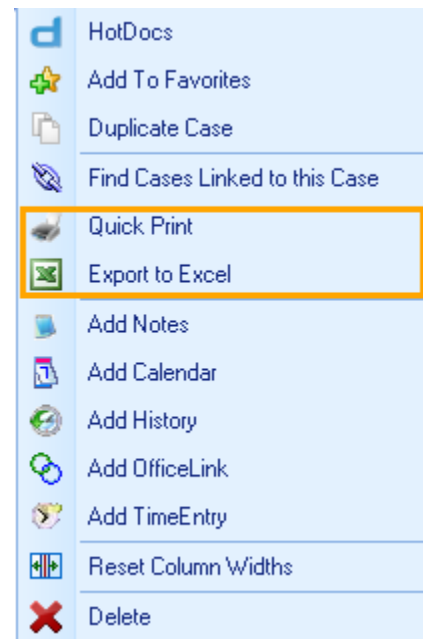 HotDocs
Add To Favorites
Duplicate Case
Find Cases Linked to this Case
Quick Print
Export to Excel
Add Notes
Add Calendar
Add History
Add OfficeLink
Add TimeEntry
Reset Column Widths
Delete